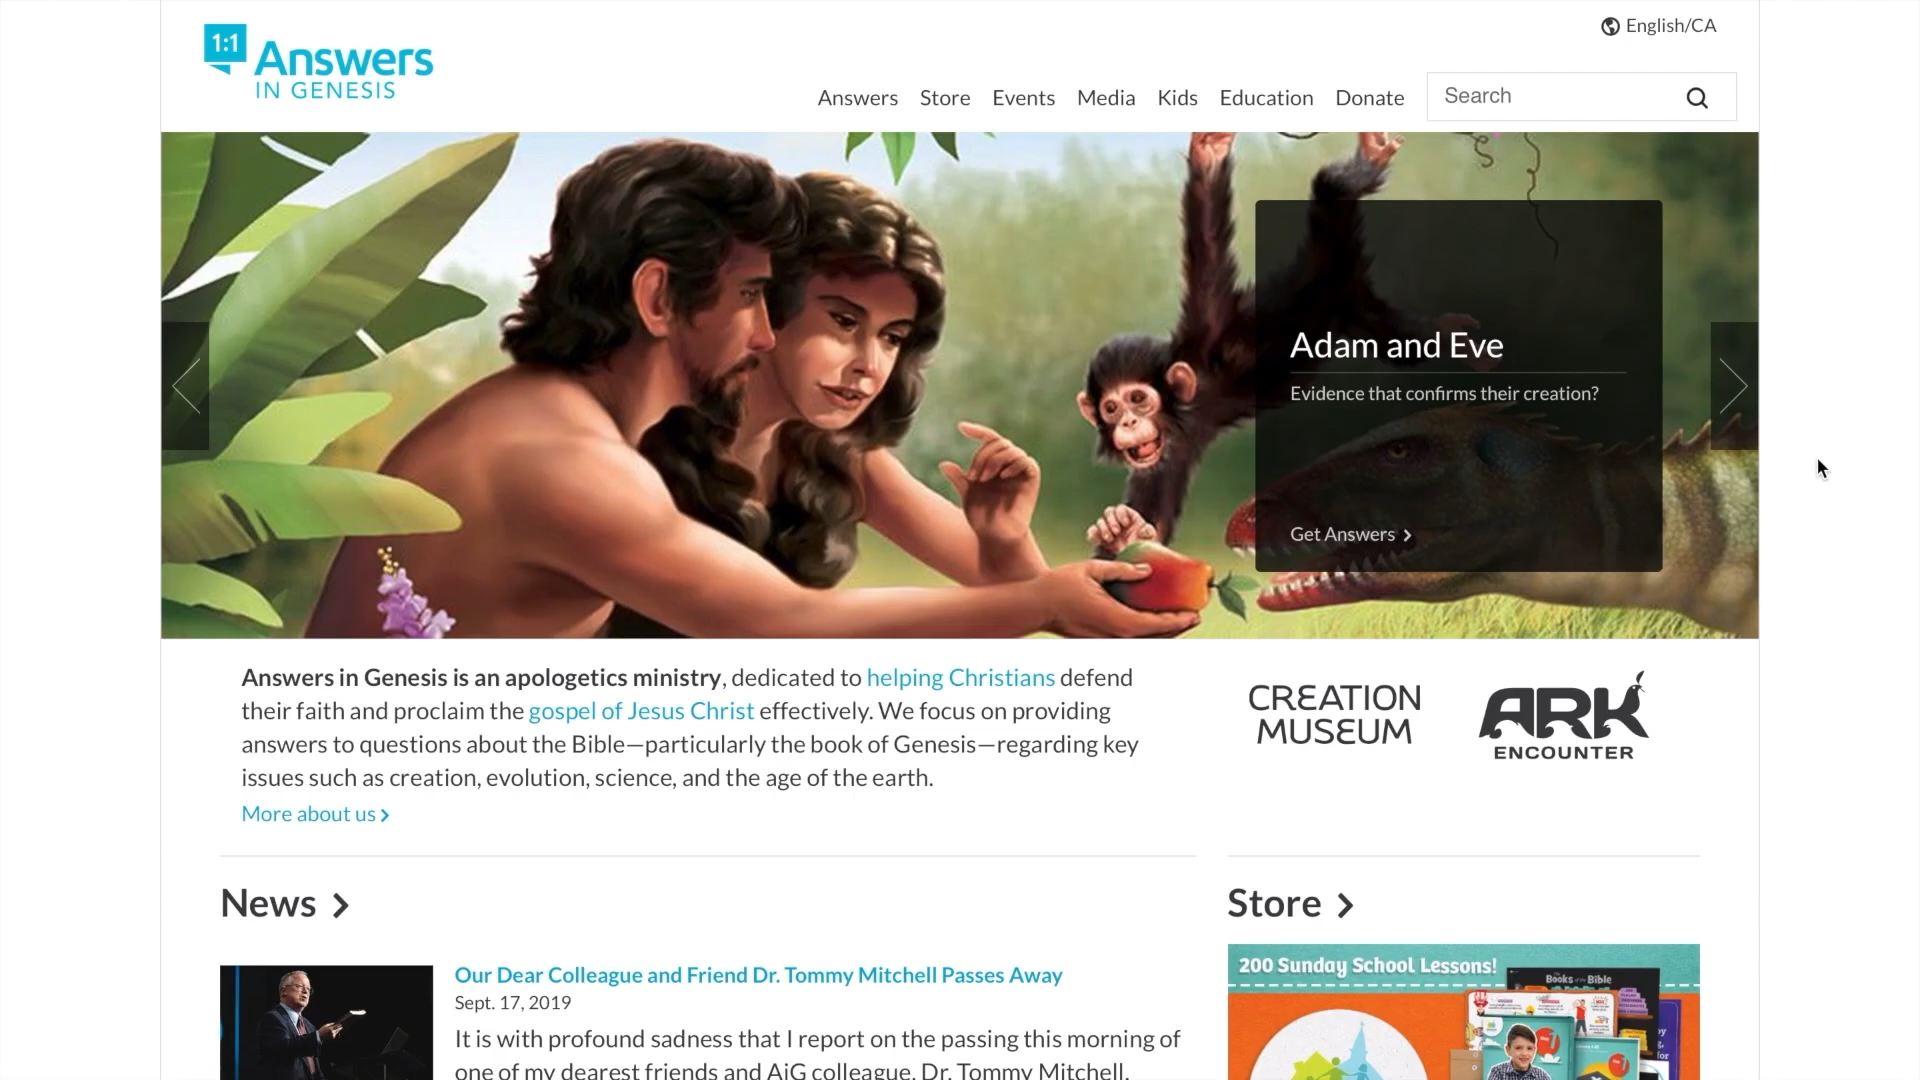 1:1 Answers
IN GENESIS
English/CA
Answers Store Events Media Kids Education Donate Search
Adam and Eve
Evidence that confirms their creation?
Get Answers
Answers in Genesis is an apologetics ministry, dedicated to helping Christians defend
their faith and proclaim the gospel of Jesus Christ effectively. We focus on providing
answers to questions about the Bible—particularly the book of Genesis—regarding key
issues such as creation, evolution, science, and the age of the earth.
More about us
CREATION
MUSEUM
ARK
ENCOUNTER
News
Our Dear Colleague and Friend Dr. Tommy Mitchell Passes Away
Sept. 17, 2019
It is with profound sadness that I report on the passing this morning of
one of my dearest friends and AiG colleague, Dr. Tommy Mitchell.
Store
200 Sunday School Lessons!
Books of the Bible